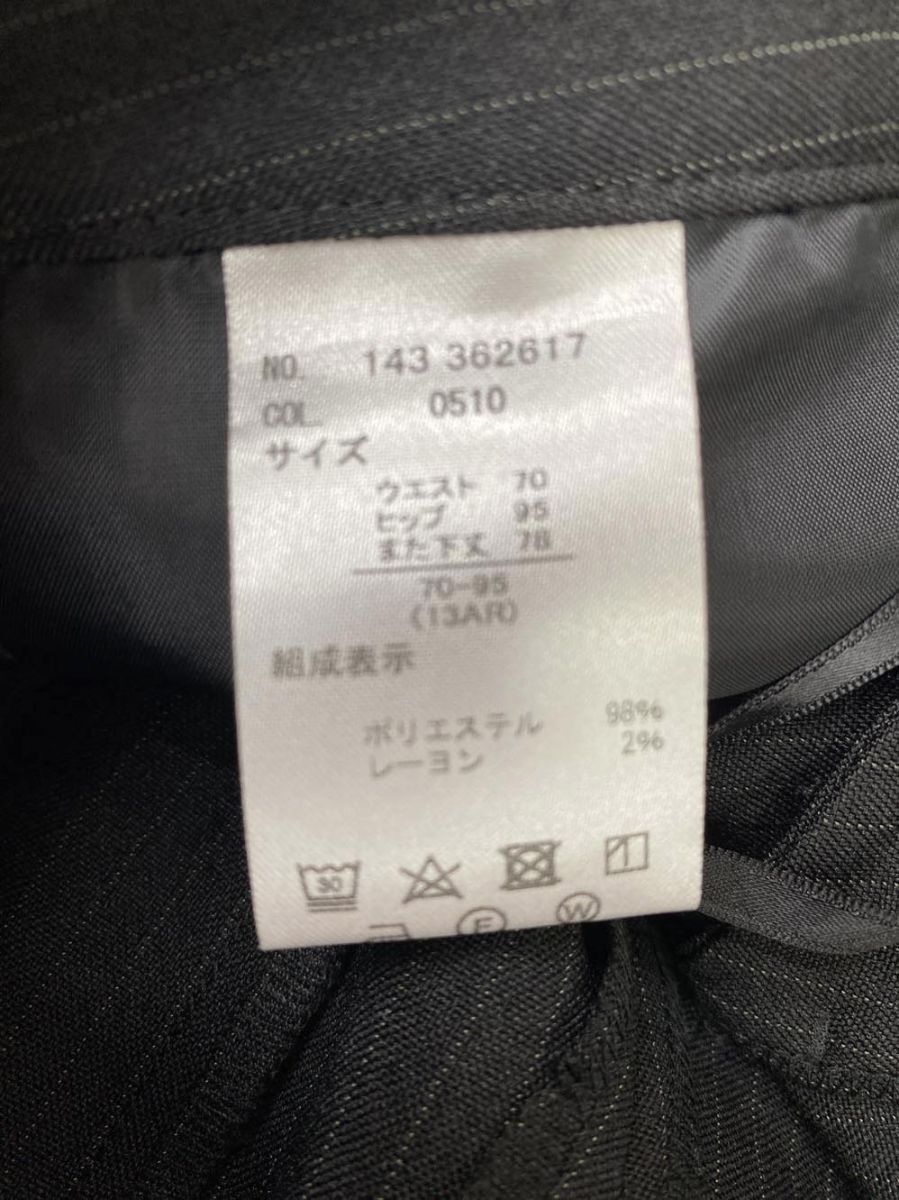 NO. 143 362617
COL. 0510
サイズ
ウエスト 70
ヒップ 95
また下丈 78
70-95
(13AR)
組成表示
ポリエステル 98%
レーヨン 2%
30
F W